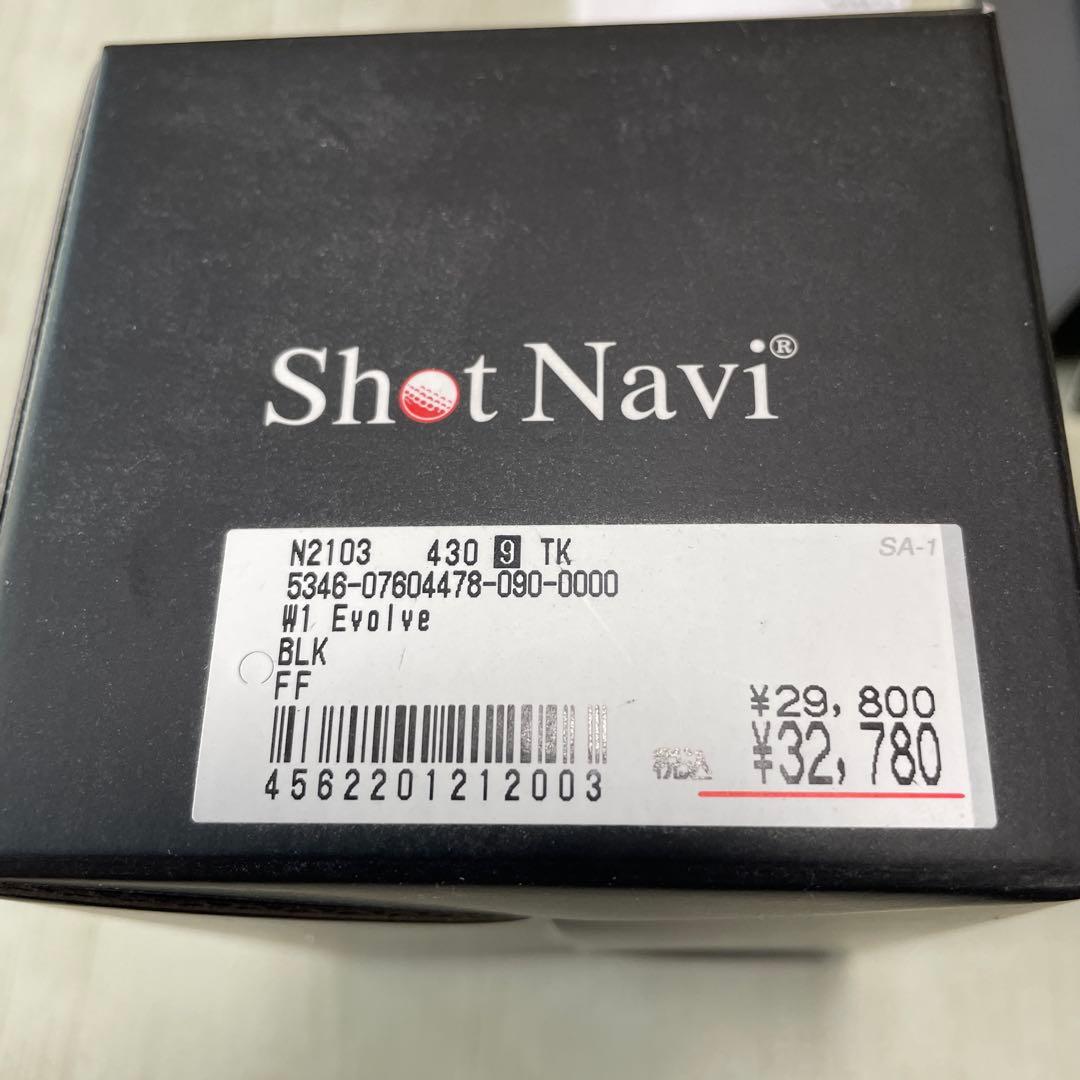 Shot Navi®
N2103 430 9 TK
SA-1
5346-07604478-090-0000
W1 Evolve
BLK
FF
¥29,800
¥32,780
4562201212003